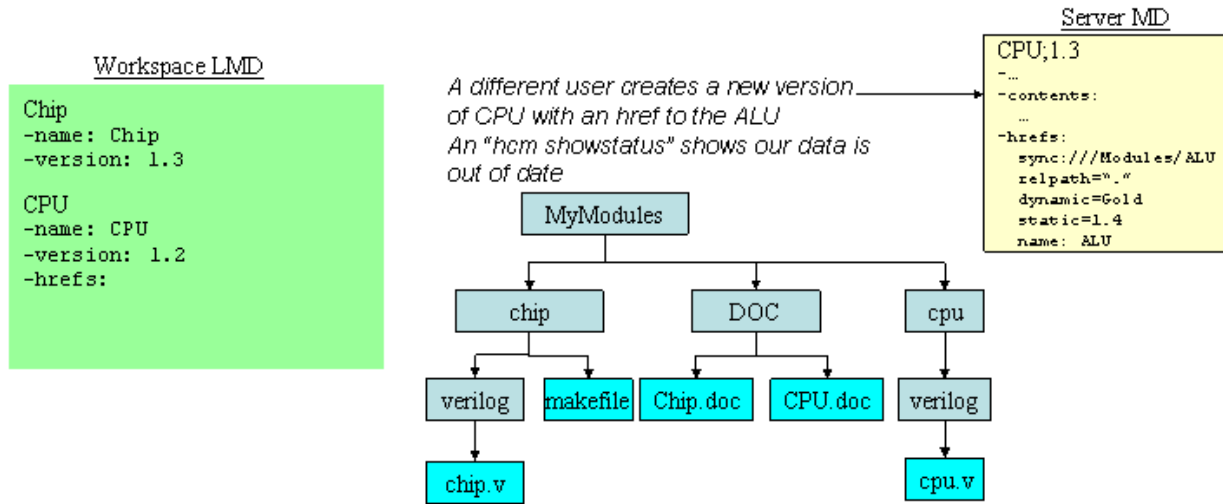 Workspace LMD
Chip
-name: Chip
-version: 1.3
CPU
-name: CPU
-version: 1.2
-hrefs:
A different user creates a new version
of CPU with an href to the ALU
An "hcm showstatus" shows our data is
out of date
Server MD
CPU;1.3
-…
-contents:
…
-hrefs:
sync:///Modules/ALU
relpath="."
dynamic=Gold
static=1.4
name: ALU
MyModules
chip
DOC
cpu
verilog
makefile
Chip.doc
CPU.doc
verilog
chip.v
cpu.v